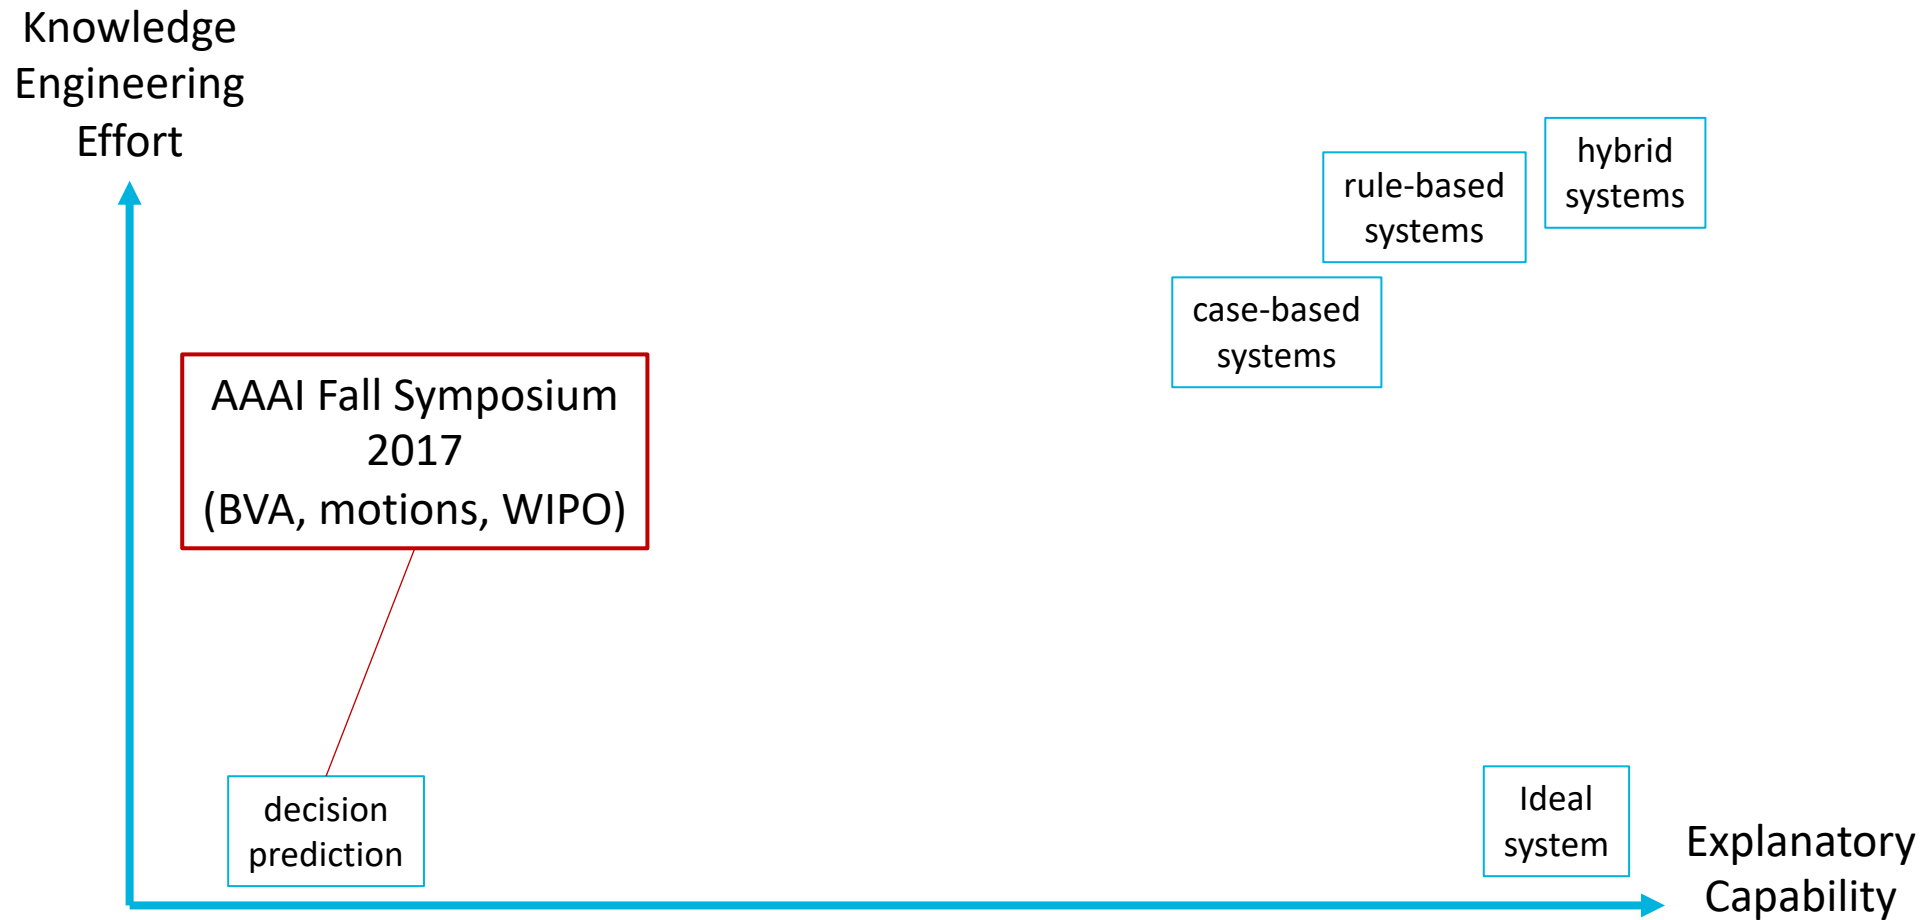 Knowledge
Engineering
Effort
hybrid
systems
rule-based
systems
case-based
systems
AAAI Fall Symposium
2017
(BVA, motions, WIPO)
decision
prediction
Ideal
system
Explanatory
Capability